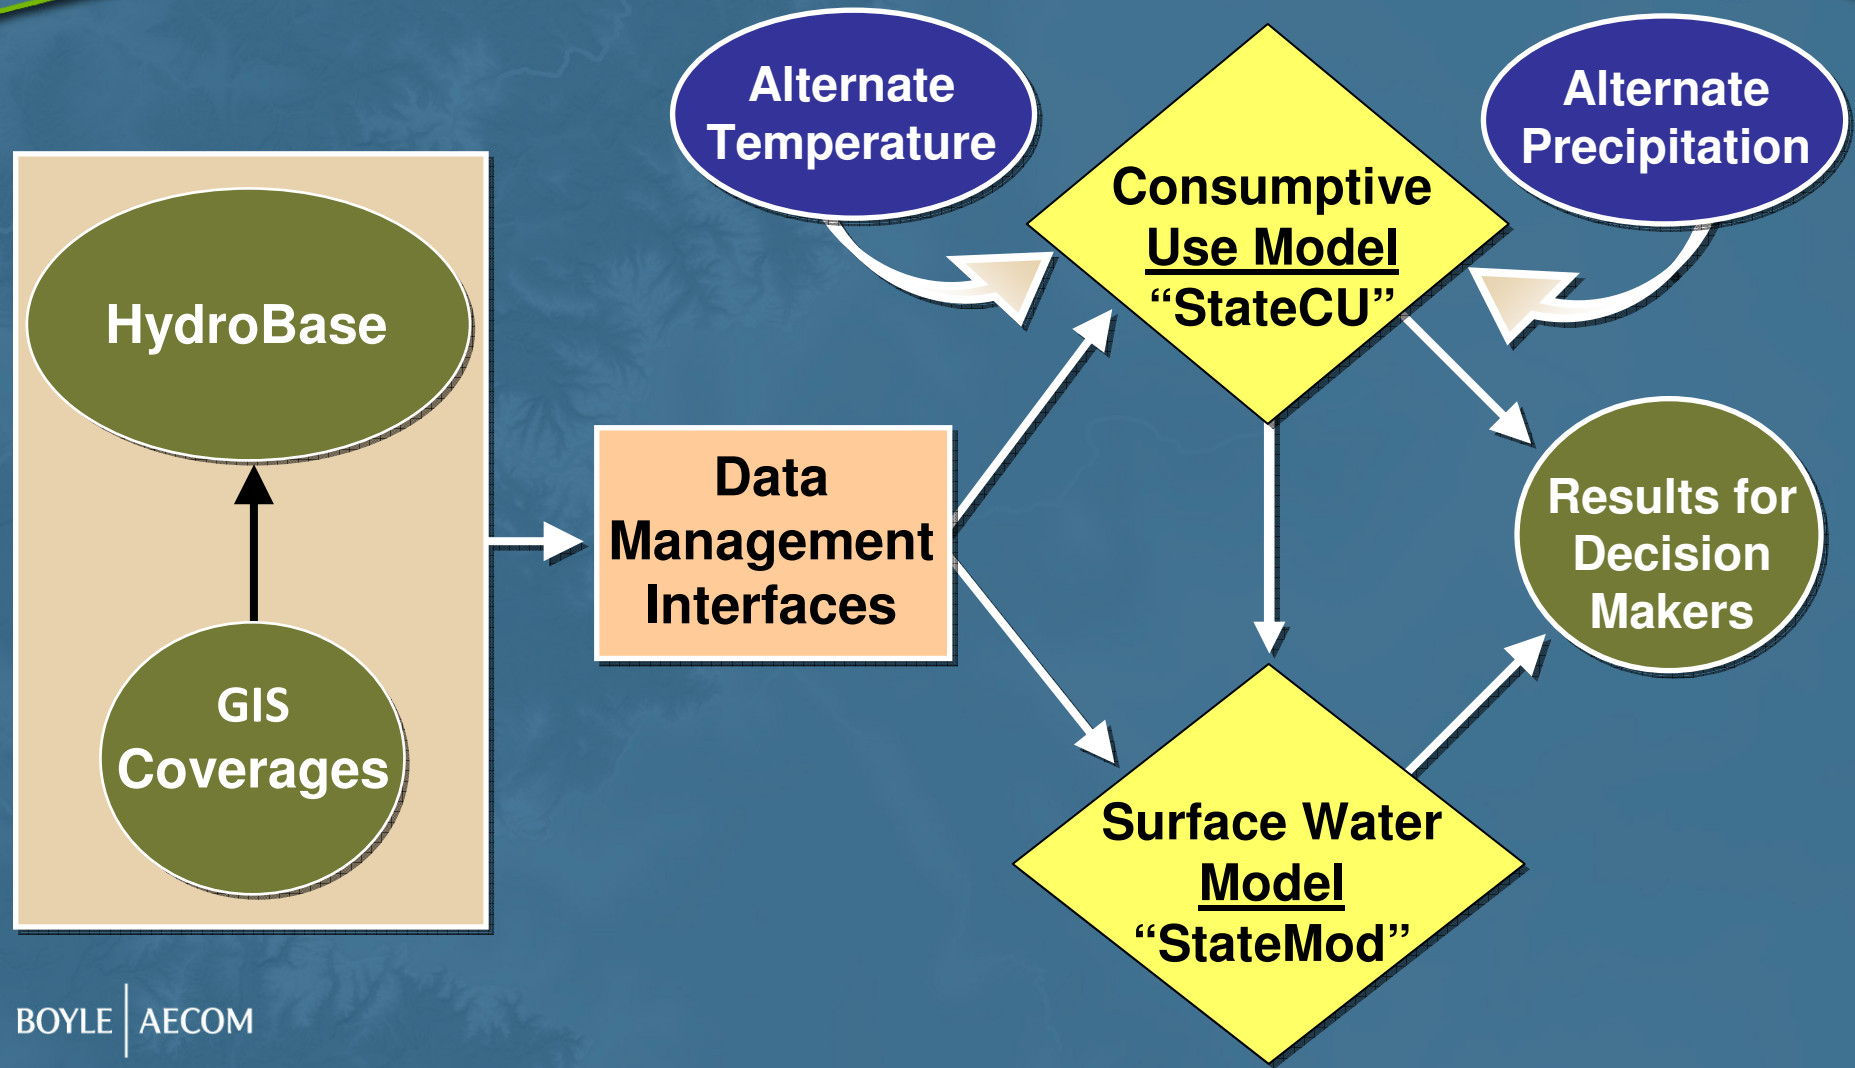 Alternate
Temperature
Consumptive
Use Model
“StateCU”
Alternate
Precipitation
HydroBase
GIS
Coverages
Data
Management
Interfaces
Results for
Decision
Makers
Surface Water
Model
“StateMod”
BOYLE | AECOM